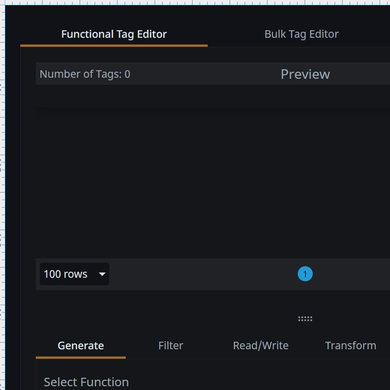 Functional Tag Editor Bulk Tag Editor
Number of Tags: 0 Preview
100 rows 1
Generate Filter Read/Write Transform
Select Function